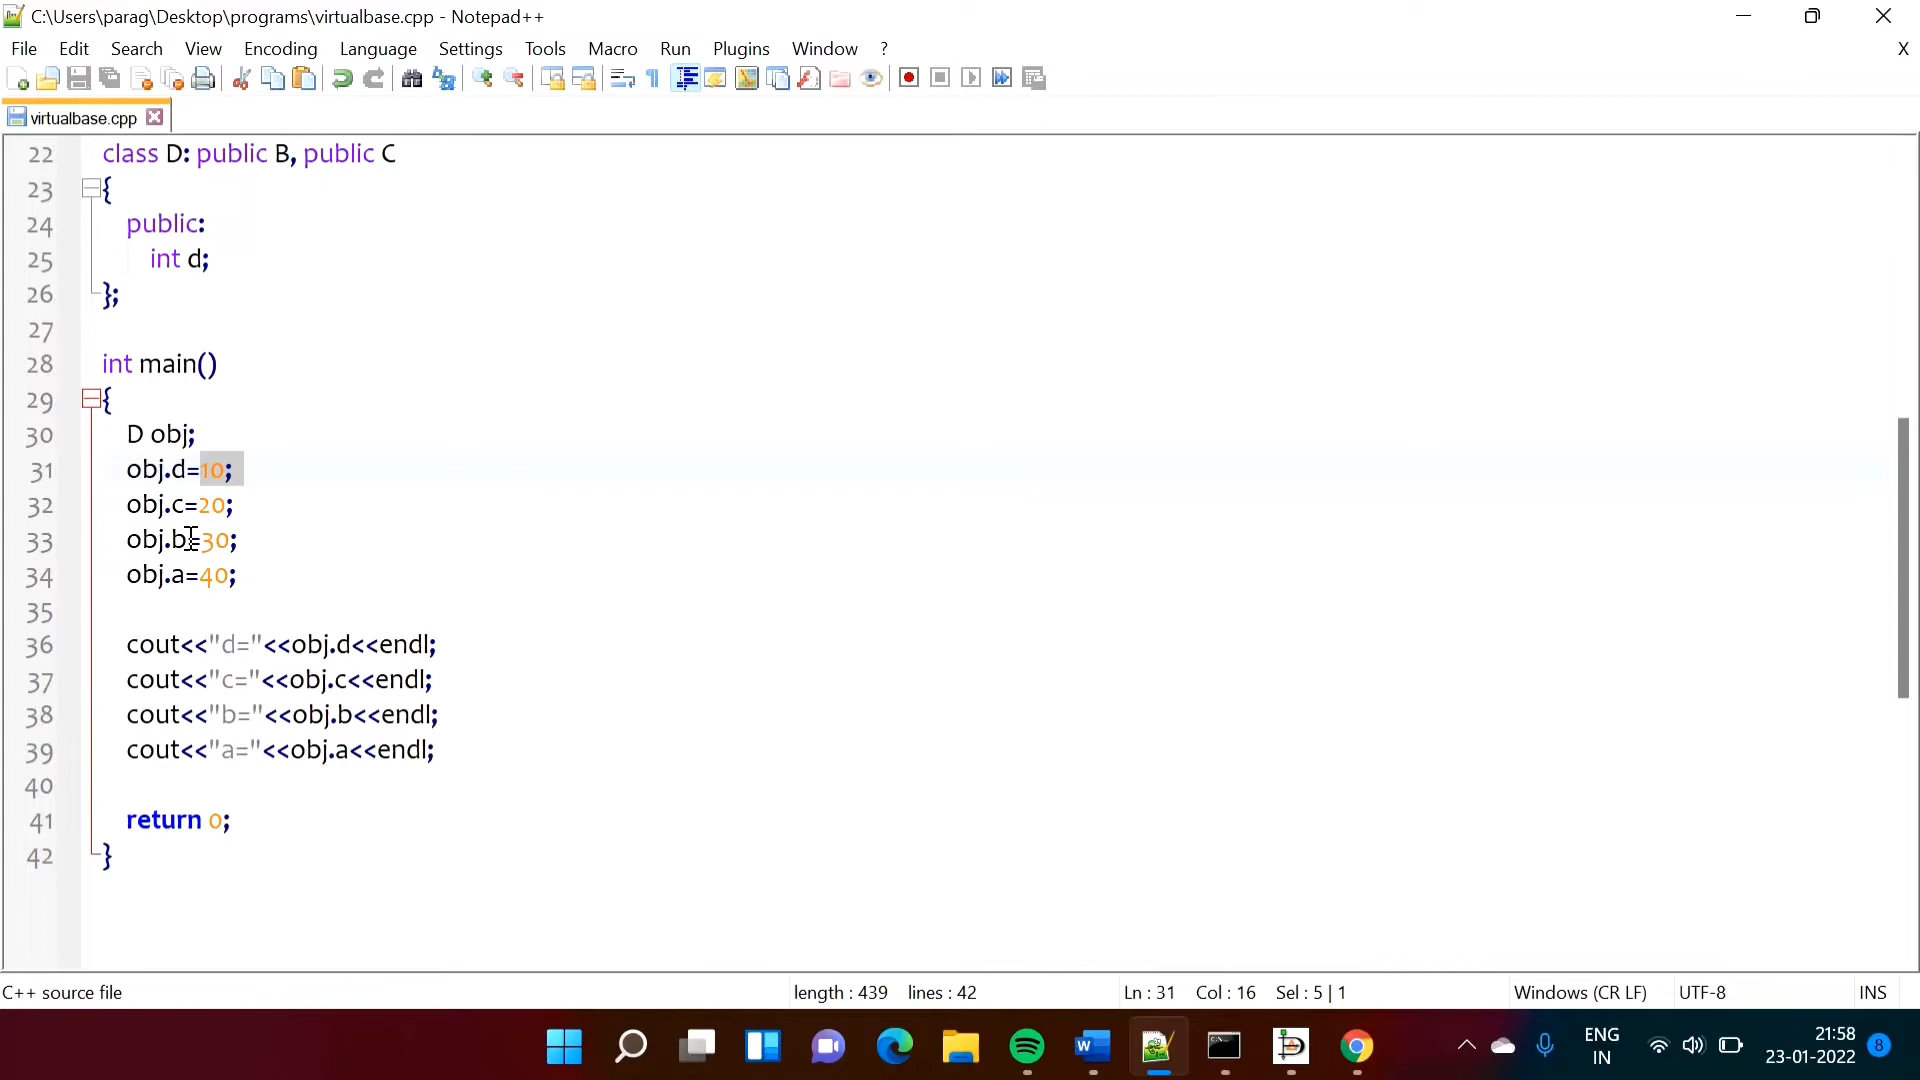 C:\Users\parag\Desktop\programs\virtualbase.cpp - Notepad++
File Edit Search View Encoding Language Settings Tools Macro Run Plugins Window ? X
virtualbase.cpp
22 class D: public B, public C
23 {
24 public:
25 int d;
26 };
27
28 int main()
29 {
30 D obj;
31 obj.d=10;
32 obj.c=20;
33 obj.b=30;
34 obj.a=40;
35
36 cout<<"d="<<obj.d<<endl;
37 cout<<"c="<<obj.c<<endl;
38 cout<<"b="<<obj.b<<endl;
39 cout<<"a="<<obj.a<<endl;
40
41 return 0;
42 }
C++ source file length : 439 lines : 42 Ln : 31 Col : 16 Sel : 5 | 1 Windows (CR LF) UTF-8 INS
ENG 21:58
IN 23-01-2022 8